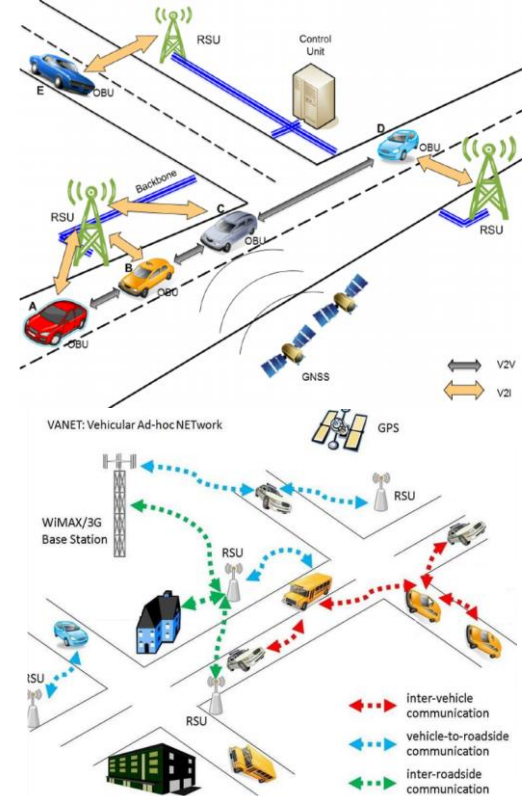 RSU
Control
Unit
E
OBU
D
OBU
Backbone
RSU
RSU
C
OBU
B
OBU
A
OBU
GNSS
V2V
V2I
VANET: Vehicular Ad-hoc NETwork
GPS
WiMAX/3G
Base Station
RSU
RSU
RSU
RSU
inter-vehicle
communication
vehicle-to-roadside
communication
inter-roadside
communication